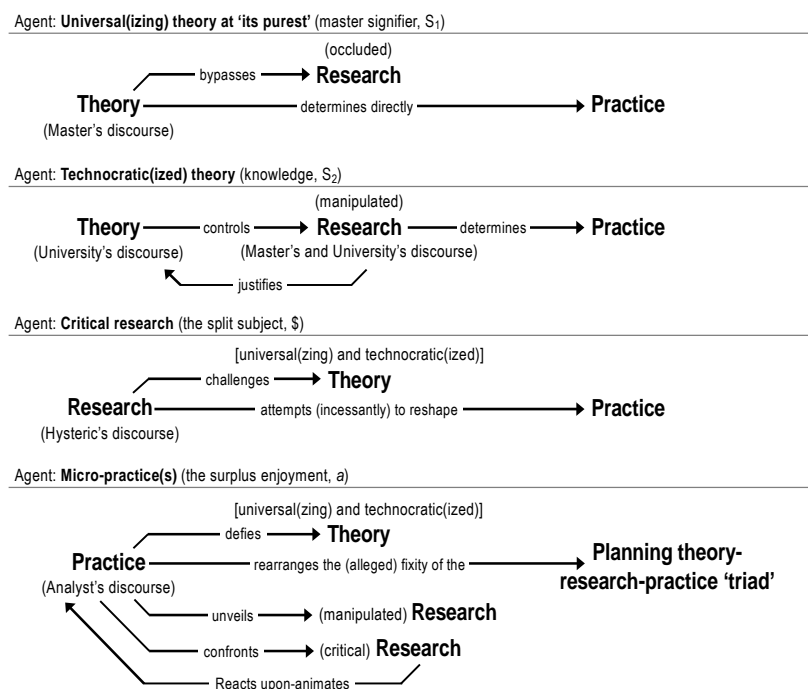 Agent: Universal(izing) theory at ‘its purest’ (master signifier, S1)
(occluded)
bypasses Research
Theory determines directly Practice
(Master’s discourse)
Agent: Technocratic(ized) theory (knowledge, S2)
(manipulated)
Theory controls Research determines Practice
(University’s discourse) (Master’s and University’s discourse)
justifies
Agent: Critical research (the split subject, $)
[universal(zing) and technocratic(ized)]
challenges Theory
Research attempts (incessantly) to reshape Practice
(Hysteric’s discourse)
Agent: Micro-practice(s) (the surplus enjoyment, a)
[universal(zing) and technocratic(ized)]
defies Theory
Practice rearranges the (alleged) fixity of the Planning theory-
research-practice ‘triad’
(Analyst’s discourse)
unveils (manipulated) Research
confronts (critical) Research
Reacts upon-animates